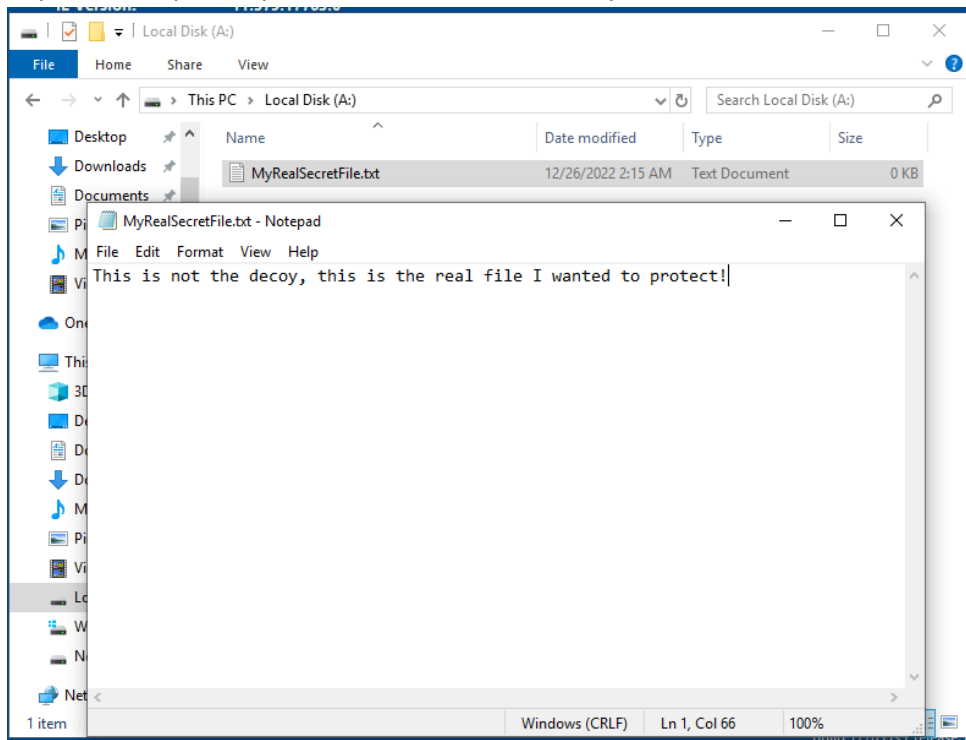 IE Version:
Local Disk (A:)
File Home Share View
This PC > Local Disk (A:)
Search Local Disk (A:)
Name Date modified Type Size
Desktop
Downloads
Documents
MyRealSecretFile.txt 12/26/2022 2:15 AM Text Document 0 KB
MyRealSecretFile.txt - Notepad
File Edit Format View Help
This is not the decoy, this is the real file I wanted to protect!
Net
1 item
Windows (CRLF) Ln 1, Col 66 100%